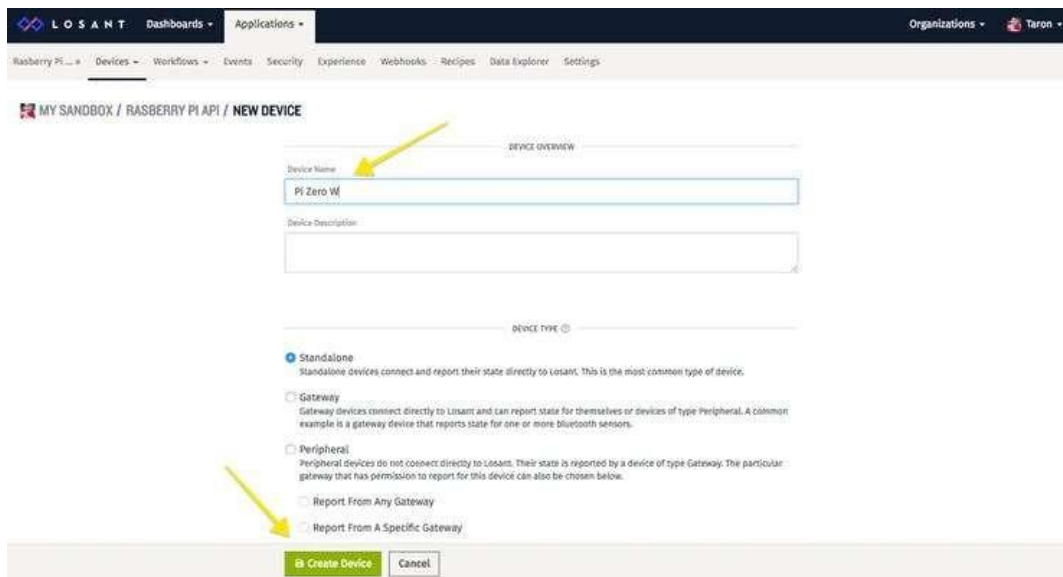 LOSANT Dashboards Applications Organizations Taron
Rasberry Pi ... Devices Workflows Events Security Experience Webhooks Recipes Data Explorer Settings
MY SANDBOX / RASBERRY PI API / NEW DEVICE
DEVICE OVERVIEW
Device Name
Pi Zero W
Device Description
DEVICE TYPE
Standalone
Standalone devices connect and report their state directly to Losant. This is the most common type of device.
Gateway
Gateway devices connect directly to Losant and can report state for themselves or devices of type Peripheral. A common
example is a gateway device that reports state for one or more bluetooth sensors.
Peripheral
Peripheral devices do not connect directly to Losant. Their state is reported by a device of type Gateway. The particular
gateway that has permission to report for this device can also be chosen below.
Report From Any Gateway
Report From A Specific Gateway
Create Device Cancel